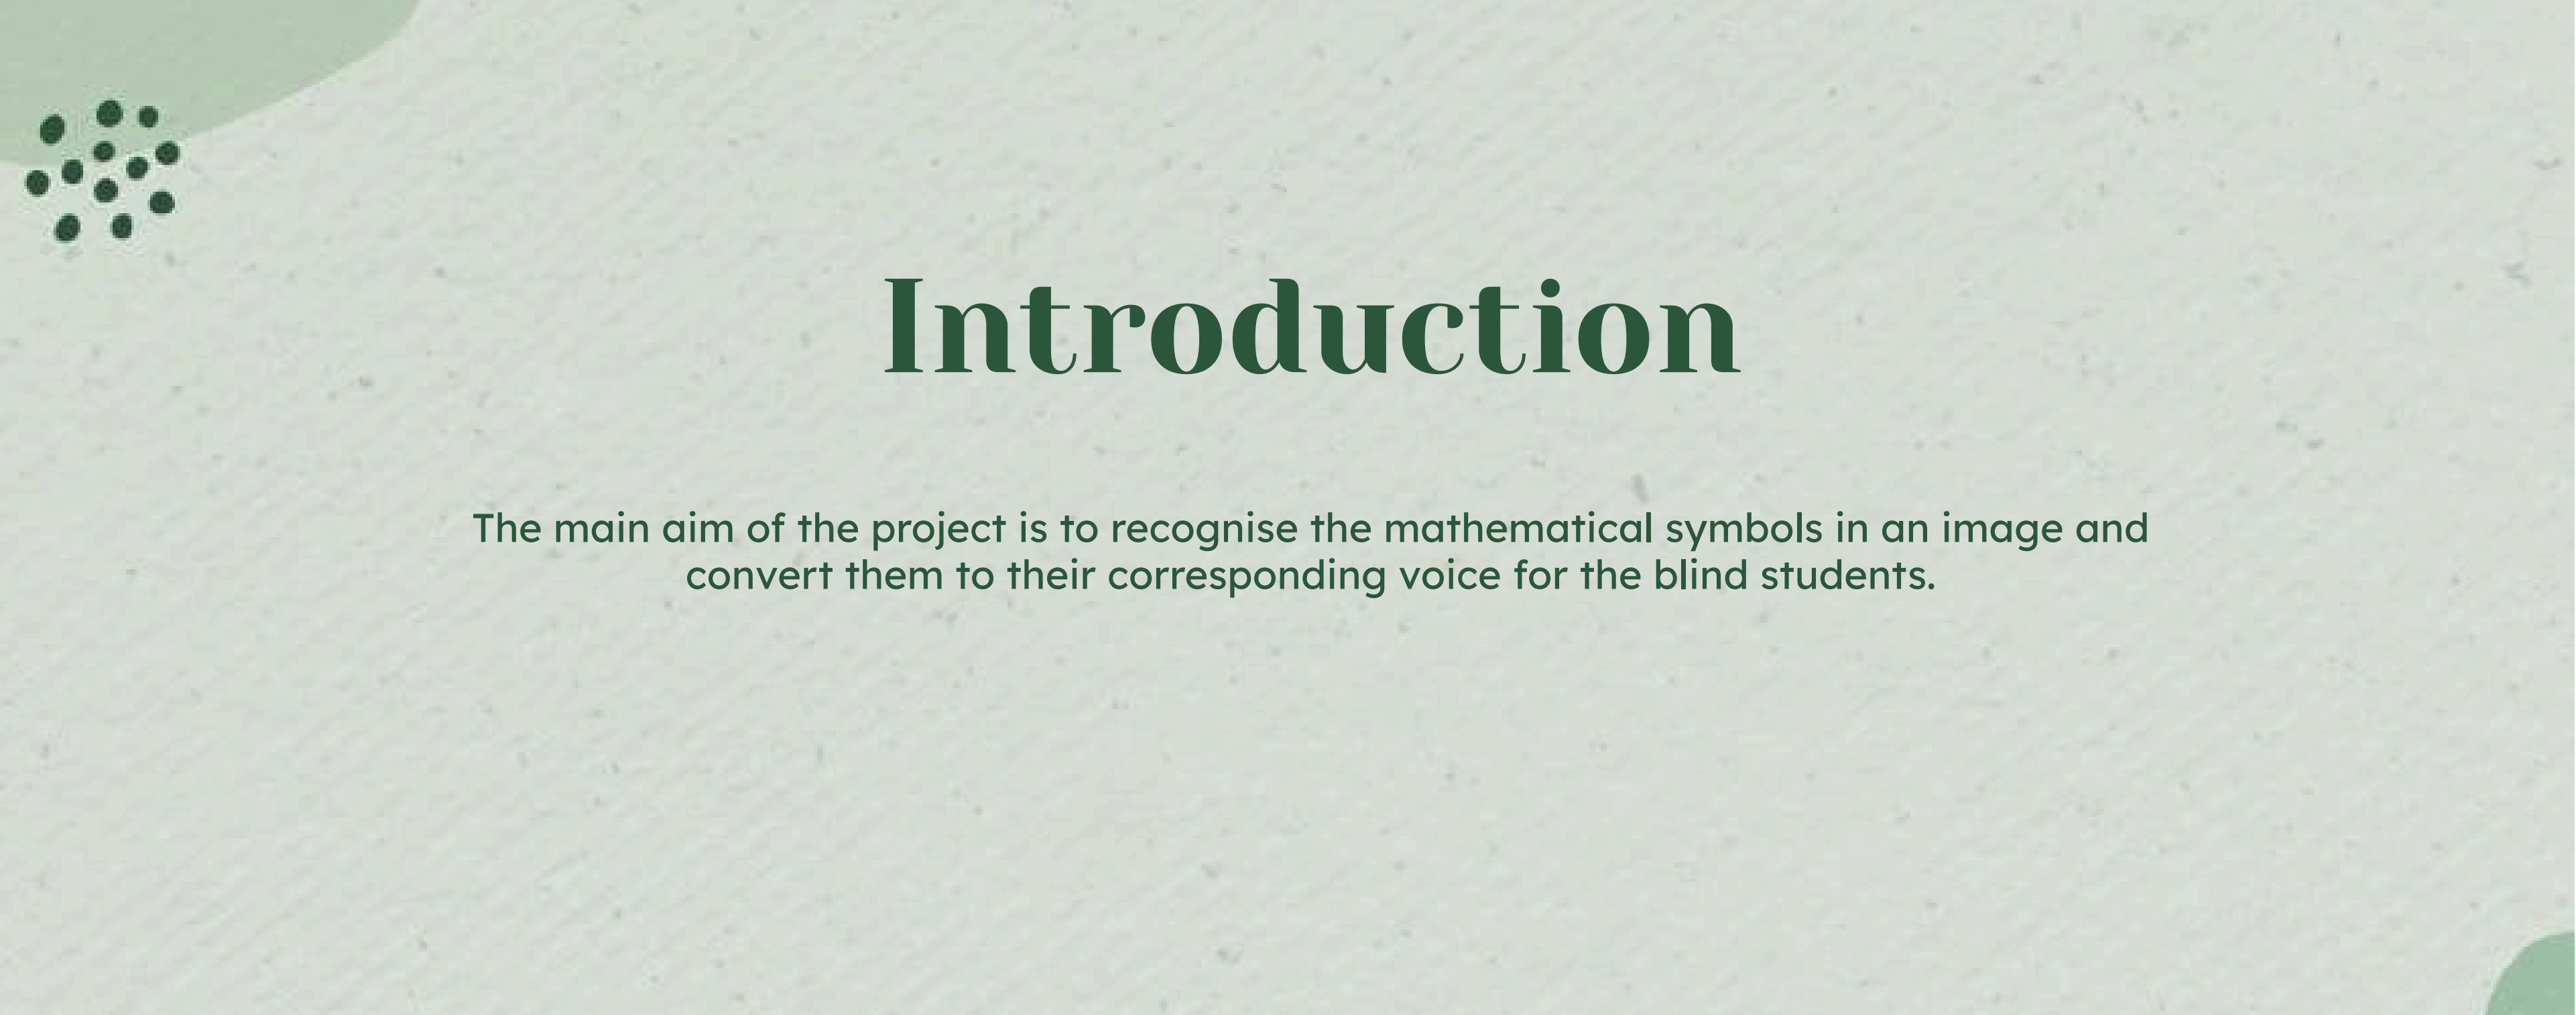 Introduction
The main aim of the project is to recognise the mathematical symbols in an image and
convert them to their corresponding voice for the blind students.